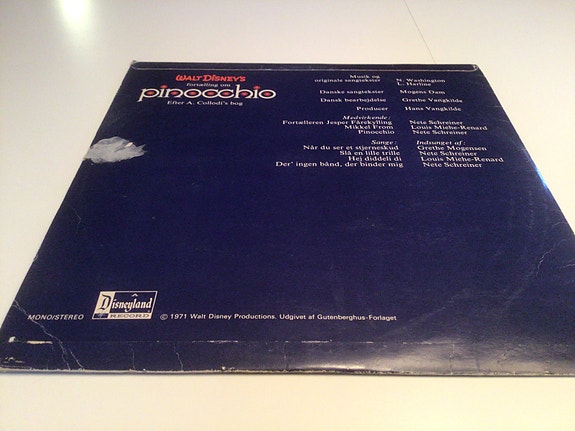 WALT DISNEY'S
fortælling om
pinocchio
Efter A. Collodi's bog
Musik og
originale sangtekster N. Washington
L. Harline
Danske sangtekster Mogens Dam
Dansk bearbejdelse Grethe Vangkilde
Producer Hans Vangkilde
Medvirkende:
Fortælleren Jesper Fårekylling Nete Schreiner
Mikkel From Louis Miehe-Renard
Pinocchio Nete Schreiner
Sange: Indsunget af:
Når du ser et stjerneskud Grethe Mogensen
Slå en lille trille Nete Schreiner
Hej diddeli di Louis Miehe-Renard
Der' ingen bånd, der binder mig Nete Schreiner
Disneyland
RECORD
MONO/STEREO
© 1971 Walt Disney Productions. Udgivet af Gutenberghus-Forlaget